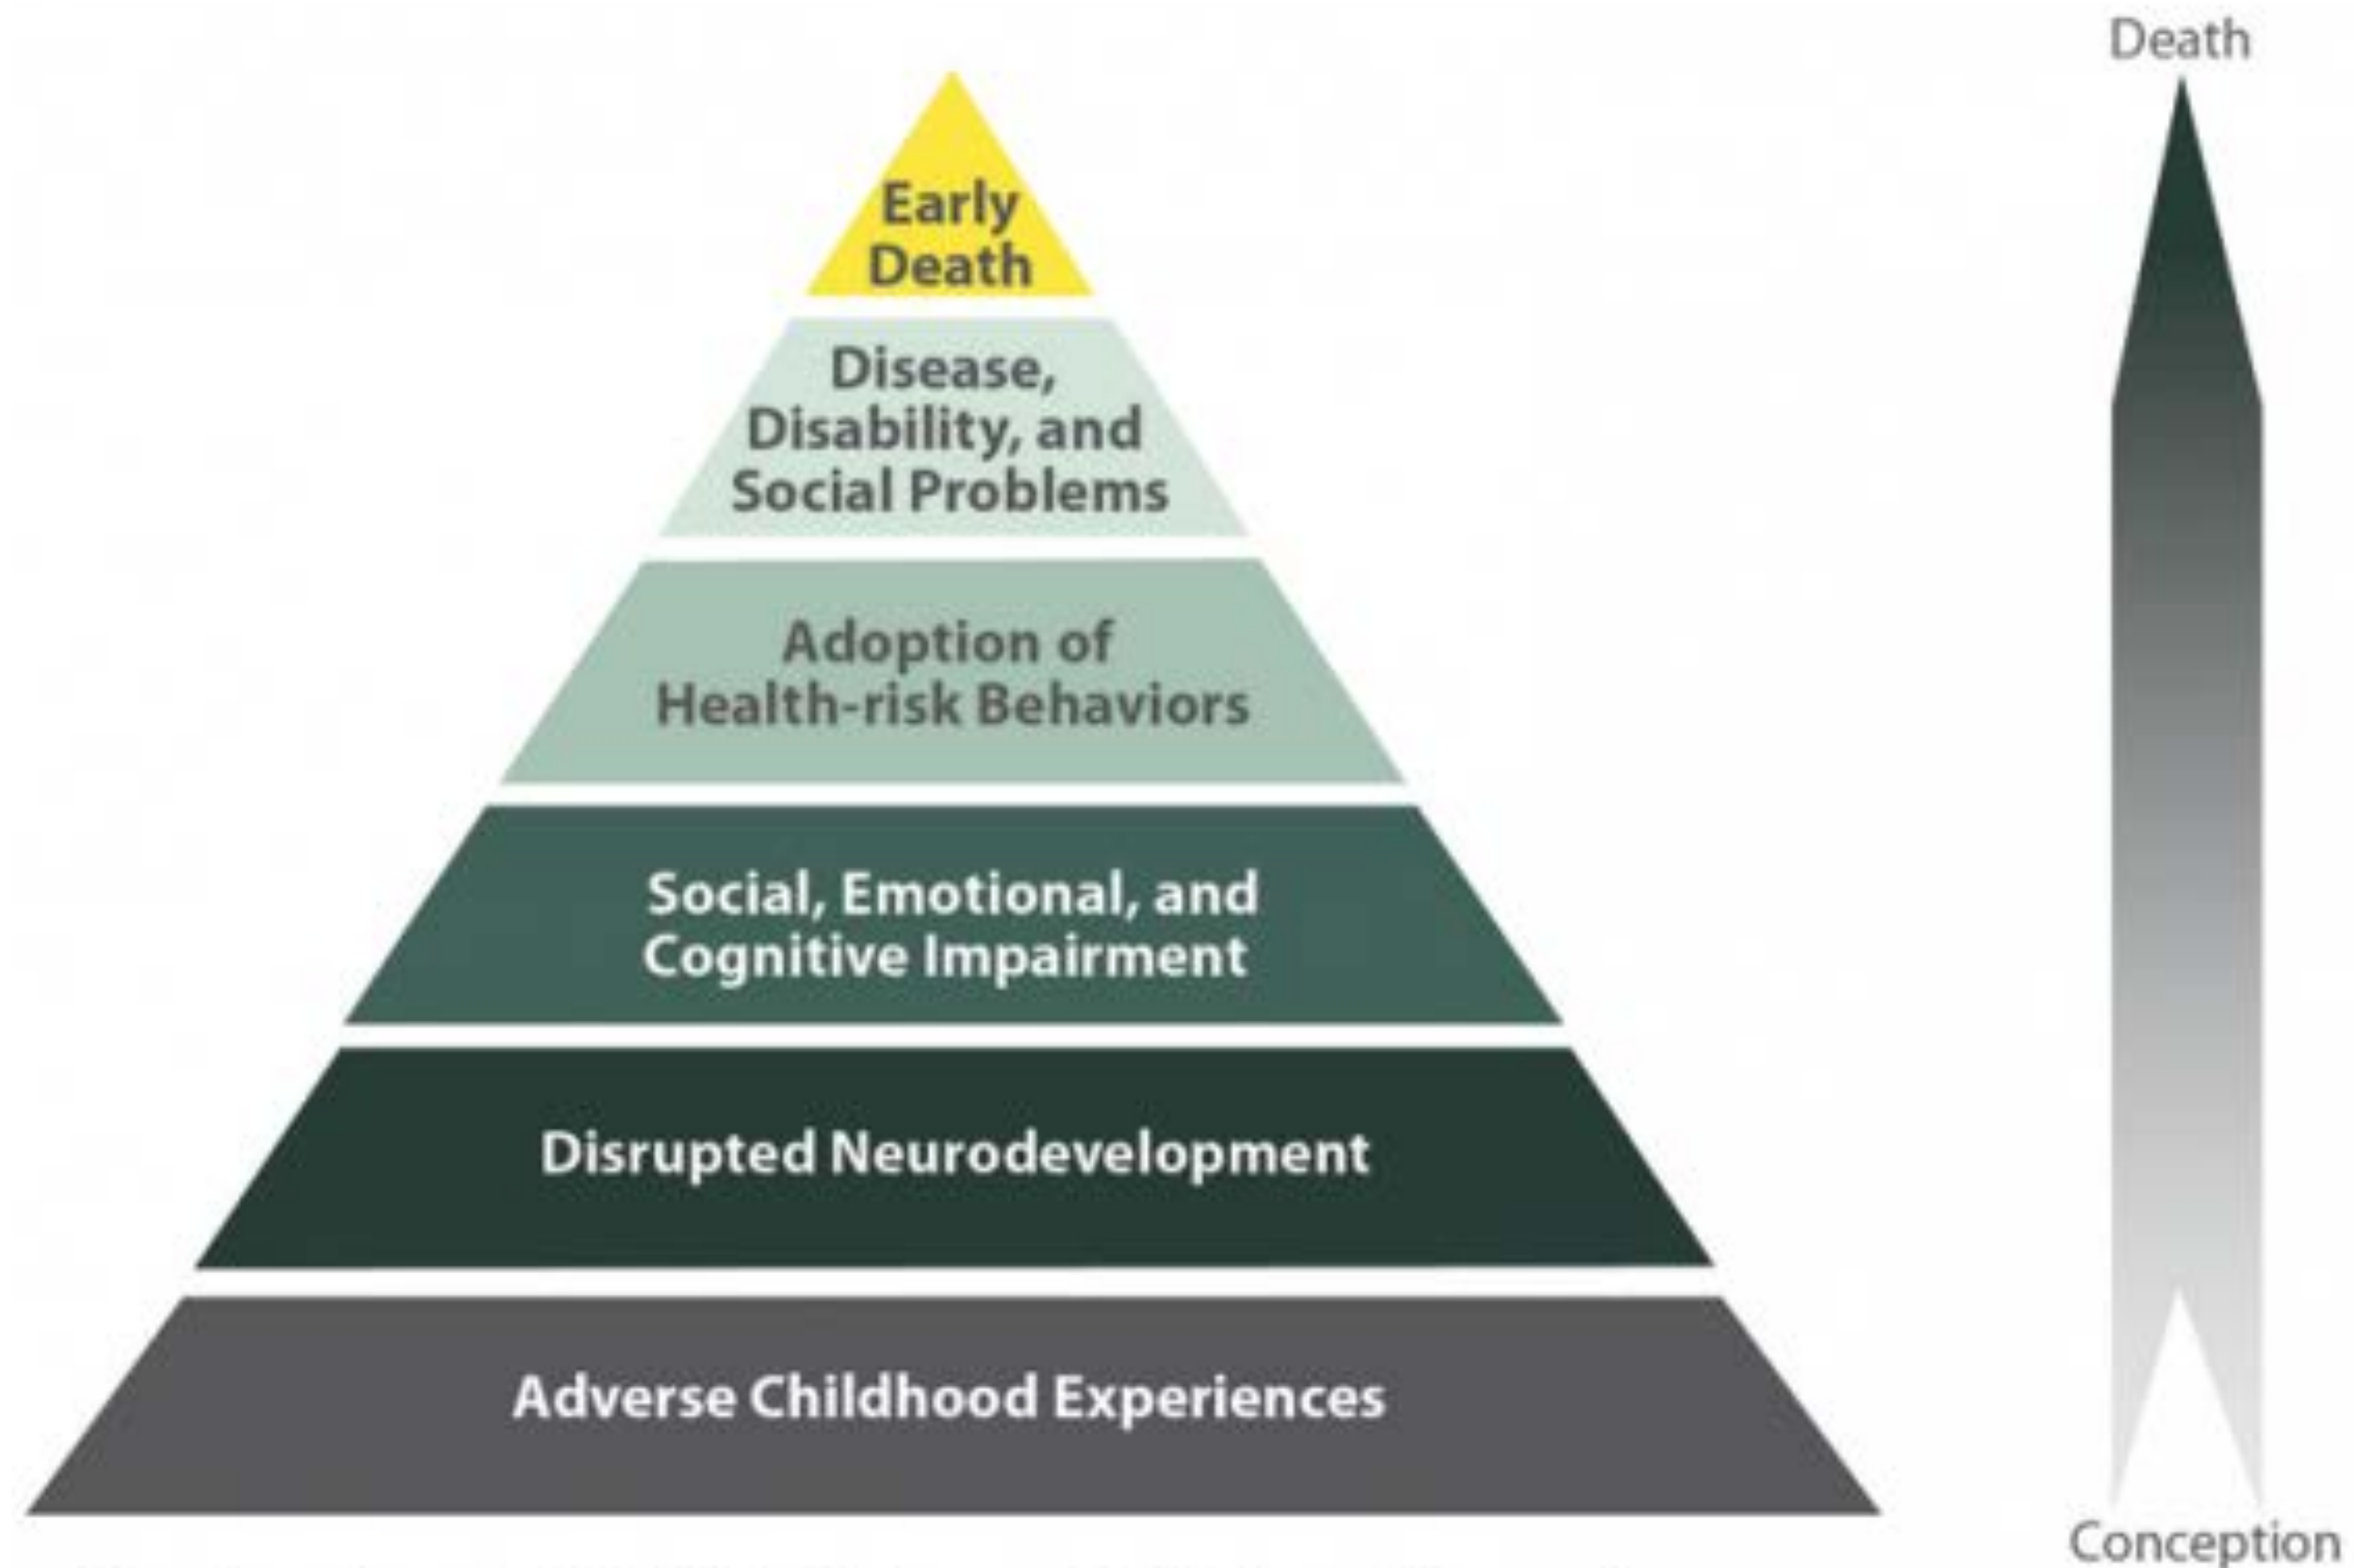 Death
Early
Death
Disease,
Disability, and
Social Problems
Adoption of
Health-risk Behaviors
Social, Emotional, and
Cognitive Impairment
Disrupted Neurodevelopment
Adverse Childhood Experiences
Conception